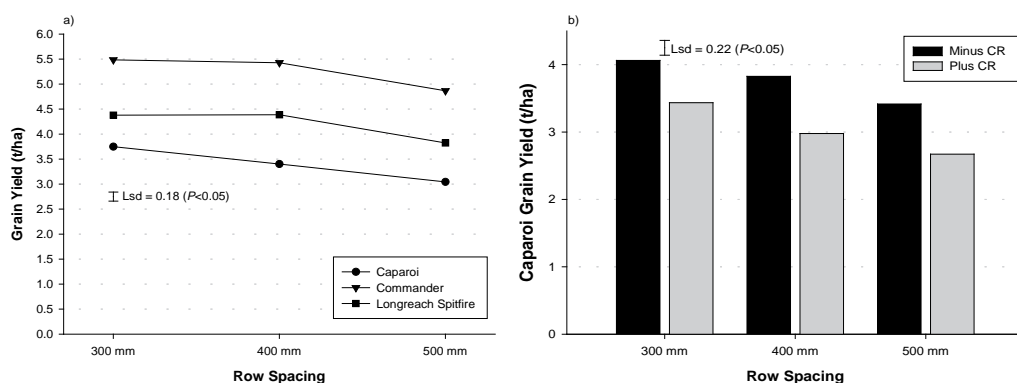 a)
Grain Yield (t/ha)
6.0
5.5
5.0
4.5
4.0
3.5
3.0
2.5
2.0
1.5
1.0
0.5
0.0
Lsd = 0.18 (P<0.05)
Caparoi
Commander
Longreach Spitfire
300 mm 400 mm 500 mm
Row Spacing
b)
Caparoi Grain Yield (t/ha)
4
3
2
1
0
Lsd = 0.22 (P<0.05)
Minus CR
Plus CR
300 mm 400 mm 500 mm
Row Spacing